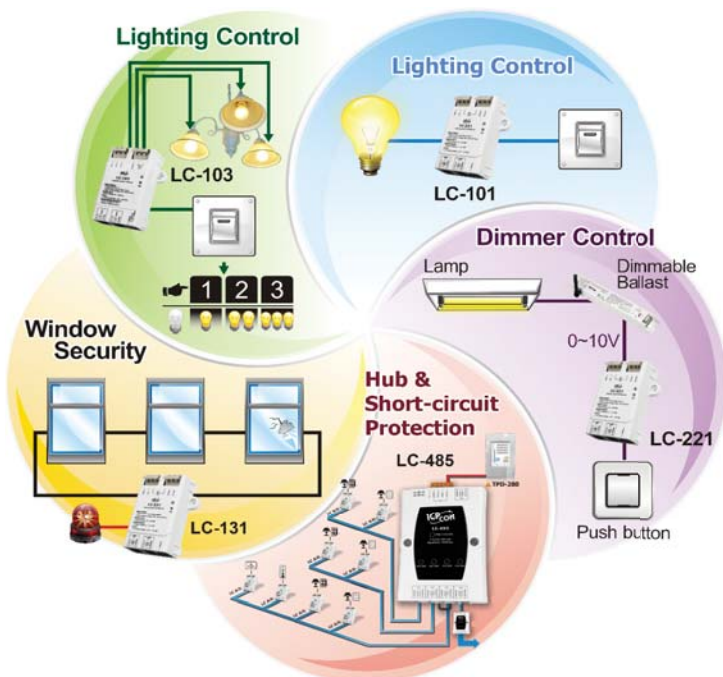 Lighting Control
LC-103
1 2 3
Lighting Control
LC-101
Dimmer Control
Lamp
Dimmable
Ballast
0~10V
LC-221
Push button
Window
Security
LC-131
Hub &
Short-circuit
Protection
LC-485
TPD-280
ICP CON